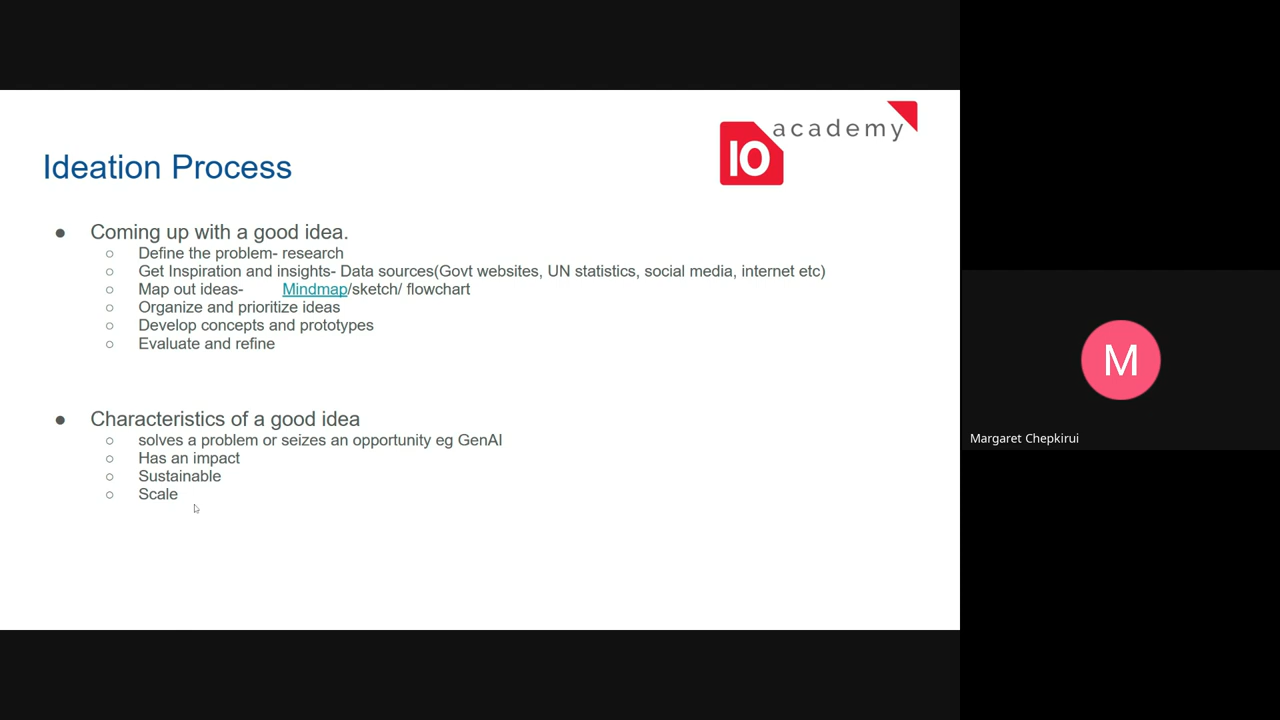 academy
10
Ideation Process
● Coming up with a good idea.
○ Define the problem- research
○ Get Inspiration and insights- Data sources(Govt websites, UN statistics, social media, internet etc)
○ Map out ideas- Mindmap/sketch/ flowchart
○ Organize and prioritize ideas
○ Develop concepts and prototypes
○ Evaluate and refine
● Characteristics of a good idea
○ solves a problem or seizes an opportunity eg GenAI
○ Has an impact
○ Sustainable
○ Scale
M
Margaret Chepkirui